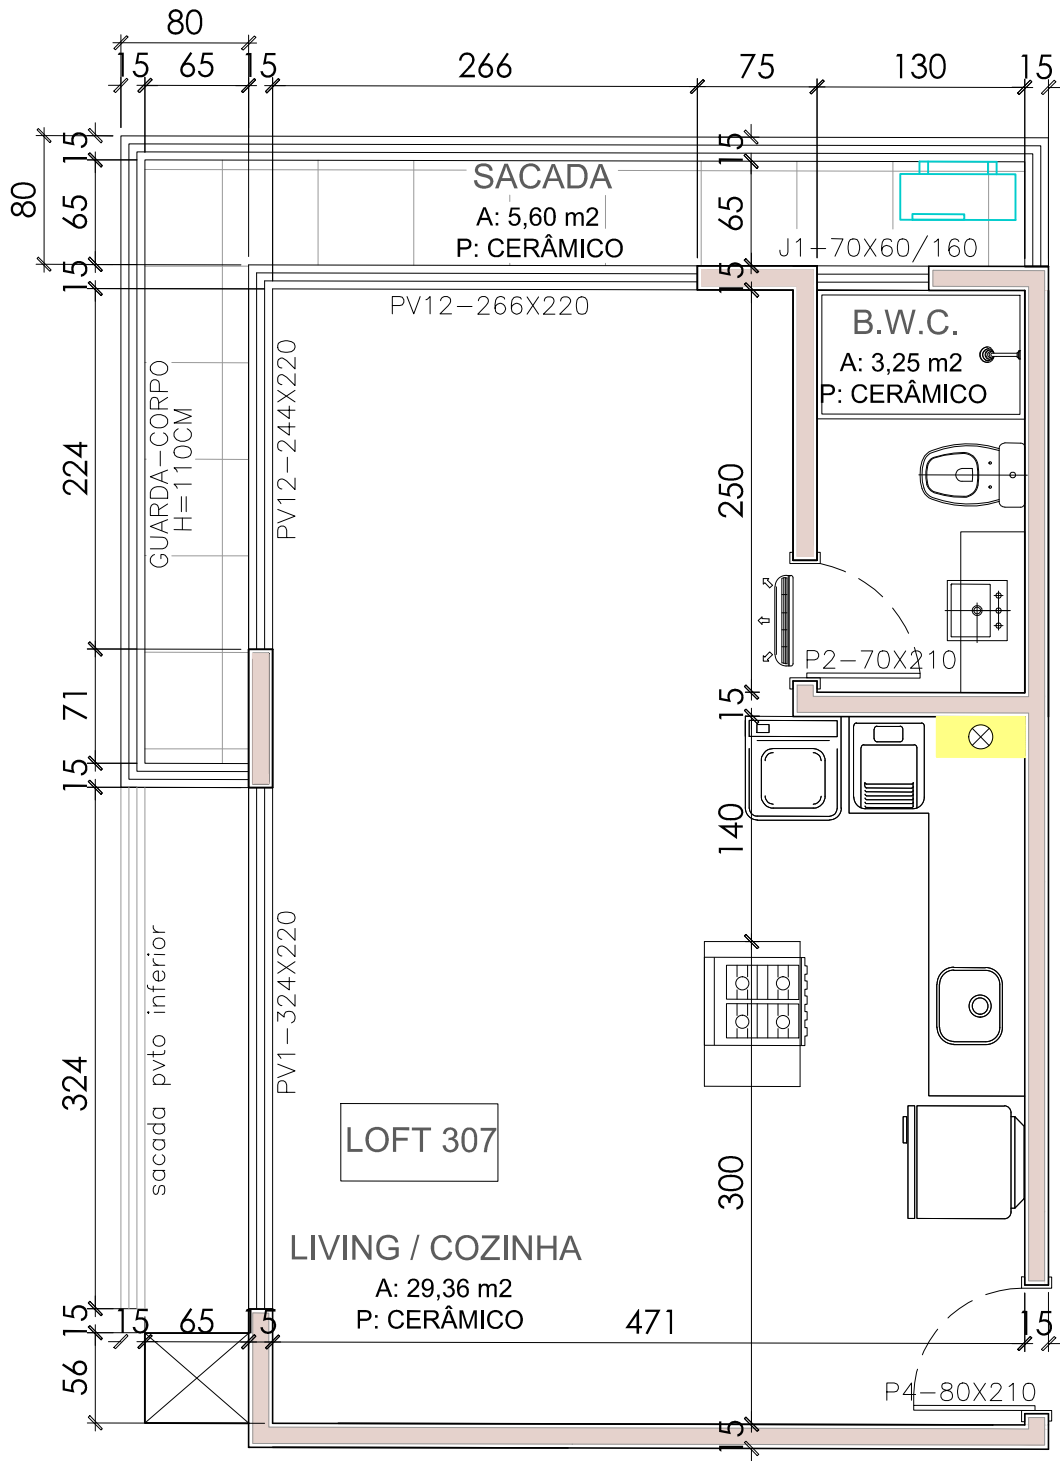 80
15 65 15 266 75 130 15
80
15
65
15
224
71
15
324
15
56
15
15
65
15
250
15
140
300
15
SACADA
A: 5,60 m2
P: CERÂMICO
J1-70X60/160
PV12-266X220
B.W.C.
A: 3,25 m2
P: CERÂMICO
GUARDA-CORPO
H=110CM
PV12-244X220
P2-70X210
sacada pvto inferior
PV1-324X220
LOFT 307
LIVING / COZINHA
A: 29,36 m2
P: CERÂMICO
15 65 15 471 15
P4-80X210